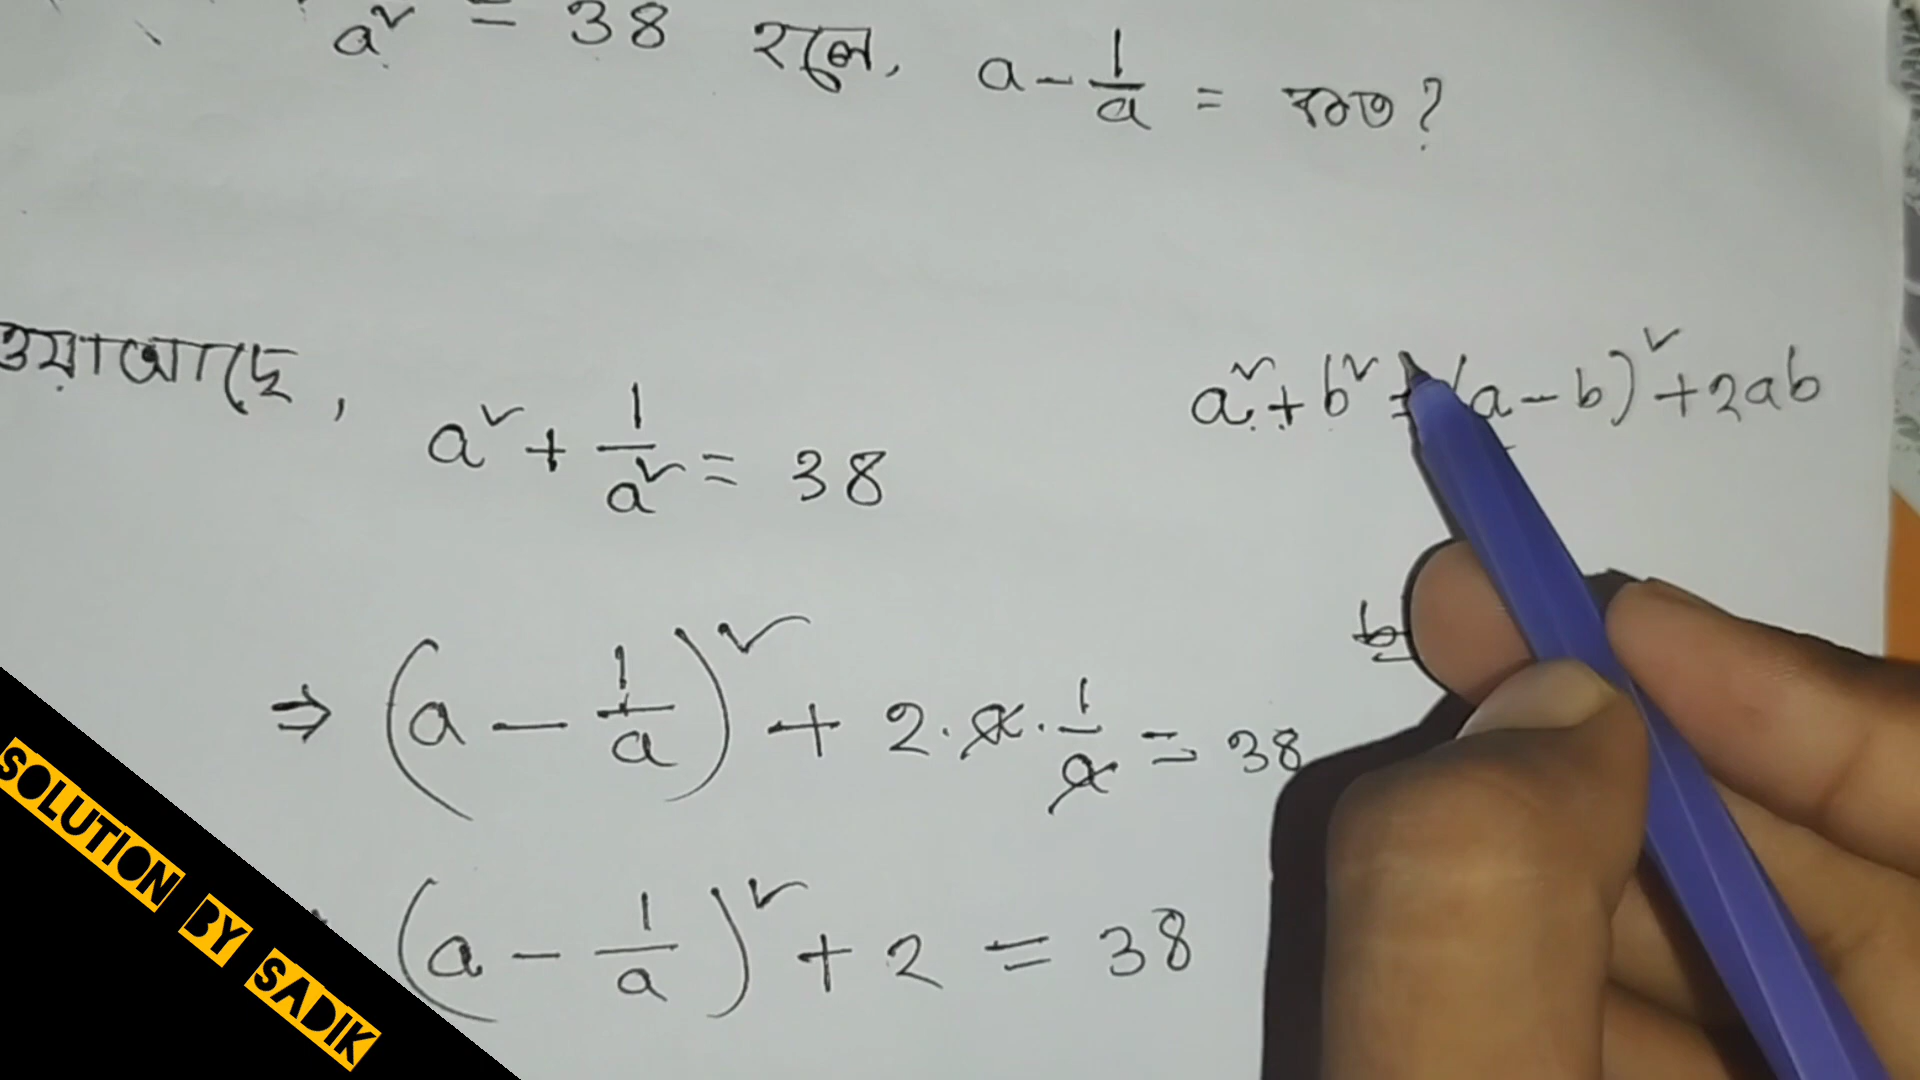 a² = 38 হলে, a - 1/a = কত?
ওয়া আছে,
a² + 1/a² = 38
a² + b² = (a - b)² + 2ab
b
⇒ (a - 1/a)² + 2·a·1/a = 38
(a - 1/a)² + 2 = 38
SOLUTION BY SADIK